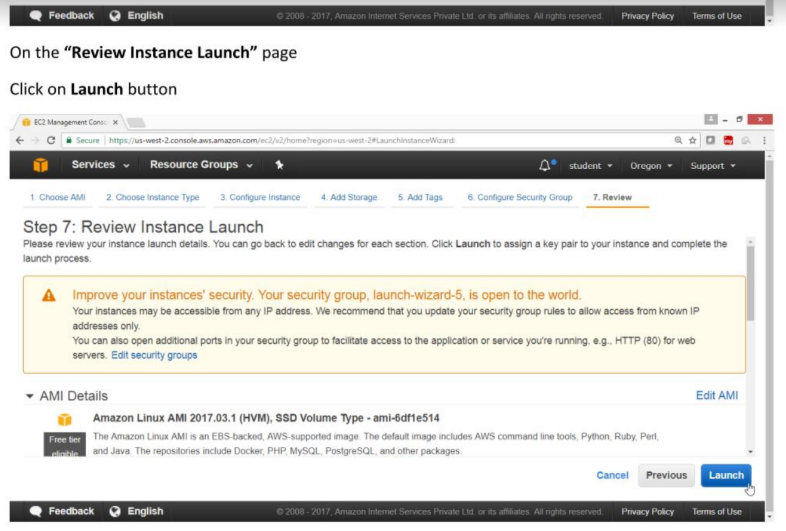 Feedback English © 2008 - 2017, Amazon Internet Services Private Ltd. or its affiliates. All rights reserved. Privacy Policy Terms of Use
On the “Review Instance Launch” page
Click on Launch button
EC2 Management Conso
Secure https://us-west-2.console.aws.amazon.com/ec2/v2/home?region=us-west-2#LaunchInstanceWizard:
Services Resource Groups student Oregon Support
1. Choose AMI 2. Choose Instance Type 3. Configure Instance 4. Add Storage 5. Add Tags 6. Configure Security Group 7. Review
Step 7: Review Instance Launch
Please review your instance launch details. You can go back to edit changes for each section. Click Launch to assign a key pair to your instance and complete the
launch process.
Improve your instances' security. Your security group, launch-wizard-5, is open to the world.
Your instances may be accessible from any IP address. We recommend that you update your security group rules to allow access from known IP
addresses only.
You can also open additional ports in your security group to facilitate access to the application or service you're running, e.g., HTTP (80) for web
servers. Edit security groups
AMI Details Edit AMI
Amazon Linux AMI 2017.03.1 (HVM), SSD Volume Type - ami-6df1e514
Free tier The Amazon Linux AMI is an EBS-backed, AWS-supported image. The default image includes AWS command line tools, Python, Ruby, Perl,
eligible and Java. The repositories include Docker, PHP, MySQL, PostgreSQL, and other packages.
Cancel Previous Launch
Feedback English © 2008 - 2017, Amazon Internet Services Private Ltd. or its affiliates. All rights reserved. Privacy Policy Terms of Use